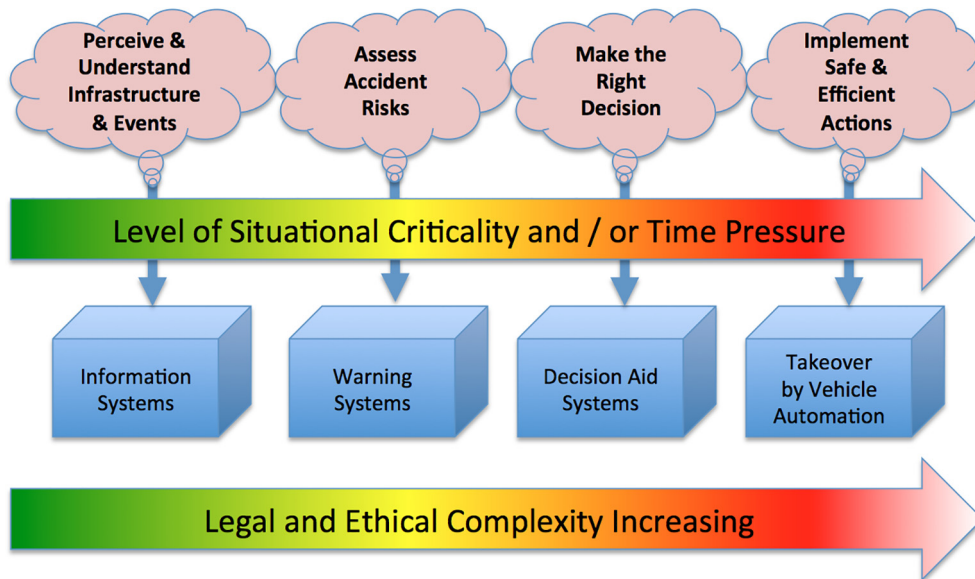 Perceive &
Understand
Infrastructure
& Events
Assess
Accident
Risks
Make the
Right
Decision
Implement
Safe &
Efficient
Actions
Level of Situational Criticality and / or Time Pressure
Information
Systems
Warning
Systems
Decision Aid
Systems
Takeover
by Vehicle
Automation
Legal and Ethical Complexity Increasing